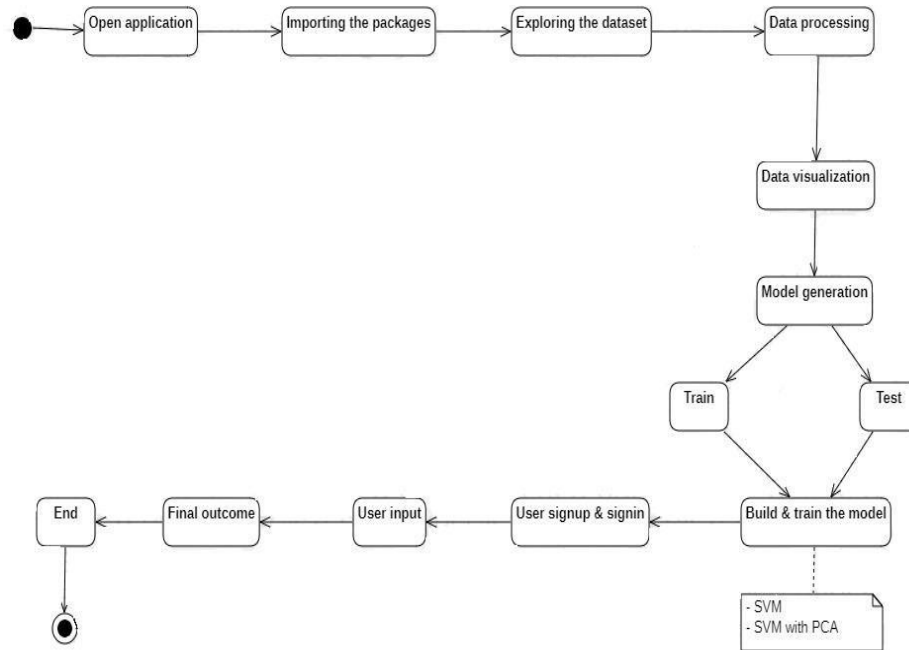 Open application
Importing the packages
Exploring the dataset
Data processing
Data visualization
Model generation
Train
Test
Build & train the model
User signup & signin
User input
Final outcome
End
- SVM
- SVM with PCA